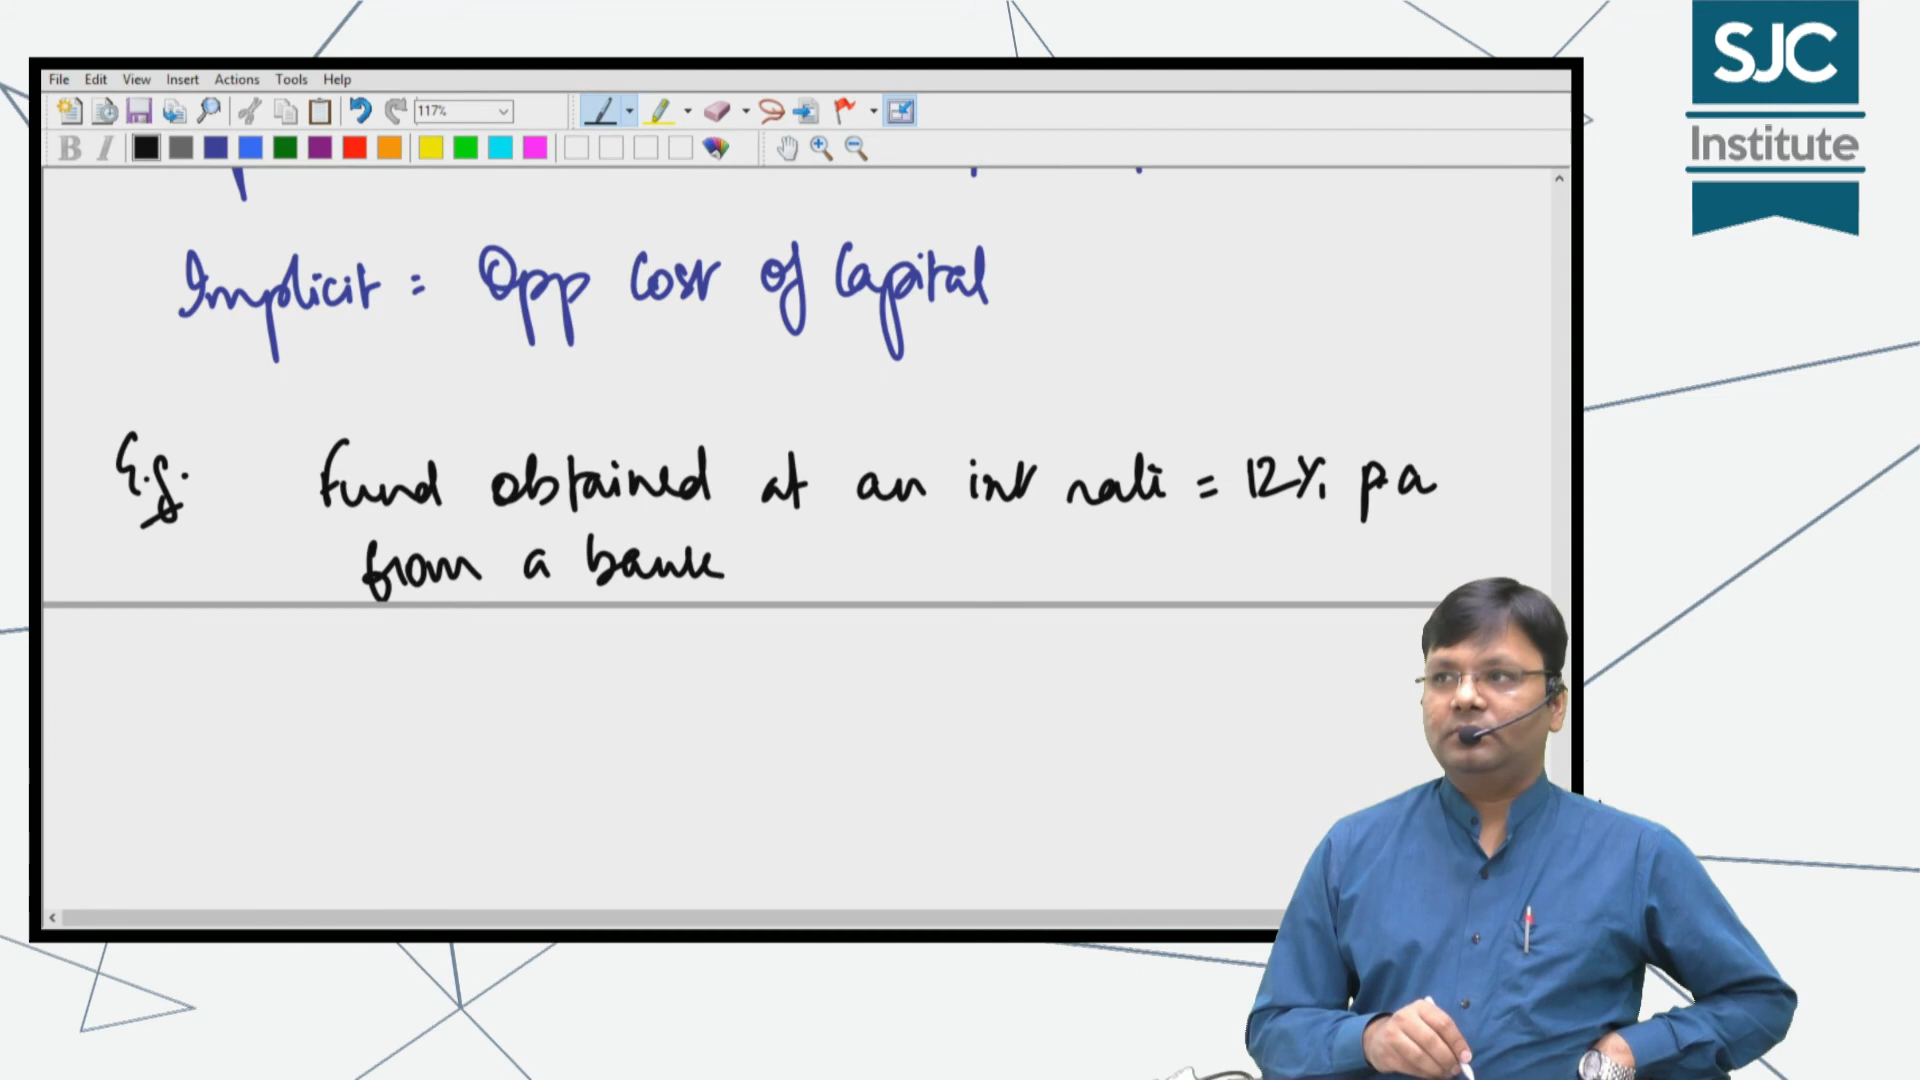 SJC
Institute
File Edit View Insert Actions Tools Help
117%
B I
Implicit = Opp Cost of Capital
E.g. Fund obtained at an int rate = 12% p.a
from a bank